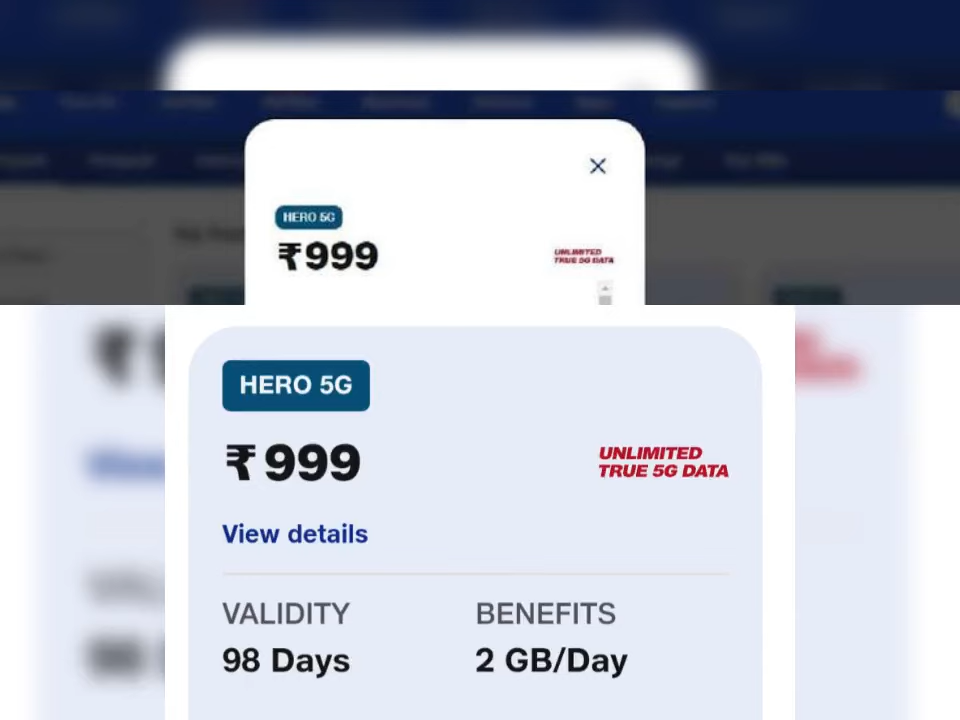 HERO 5G
₹999
UNLIMITED
TRUE 5G DATA
HERO 5G
₹999
UNLIMITED
TRUE 5G DATA
View details
VALIDITY
BENEFITS
98 Days
2 GB/Day